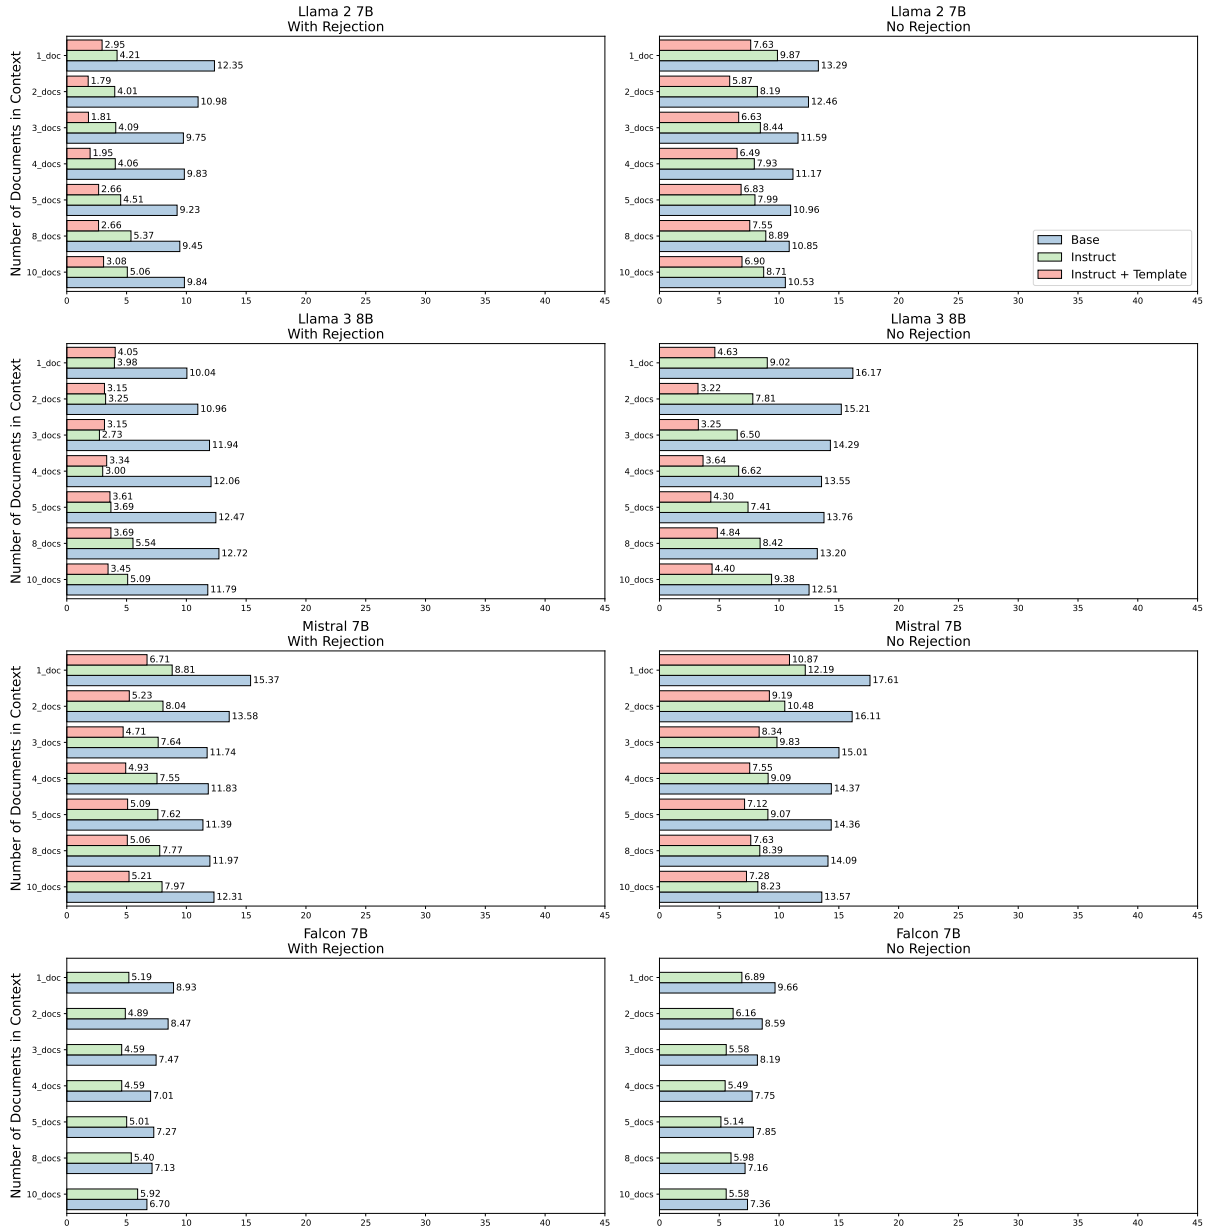 Llama 2 7B
With Rejection
Number of Documents in Context
1_doc
2.95
4.21
12.35
2_docs
1.79
4.01
10.98
3_docs
1.81
4.09
9.75
4_docs
1.95
4.06
9.83
5_docs
2.66
4.51
9.23
8_docs
2.66
5.37
9.45
10_docs
3.08
5.06
9.84
0 5 10 15 20 25 30 35 40 45
Llama 2 7B
No Rejection
1_doc
7.63
9.87
13.29
2_docs
5.87
8.19
12.46
3_docs
6.63
8.44
11.59
4_docs
6.49
7.93
11.17
5_docs
6.83
7.99
10.96
8_docs
7.55
8.89
10.85
10_docs
6.90
8.71
10.53
Base
Instruct
Instruct + Template
0 5 10 15 20 25 30 35 40 45
Llama 3 8B
With Rejection
Number of Documents in Context
1_doc
4.05
3.98
10.04
2_docs
3.15
3.25
10.96
3_docs
3.15
2.73
11.94
4_docs
3.34
3.00
12.06
5_docs
3.61
3.69
12.47
8_docs
3.69
5.54
12.72
10_docs
3.45
5.09
11.79
0 5 10 15 20 25 30 35 40 45
Llama 3 8B
No Rejection
1_doc
4.63
9.02
16.17
2_docs
3.22
7.81
15.21
3_docs
3.25
6.50
14.29
4_docs
3.64
6.62
13.55
5_docs
4.30
7.41
13.76
8_docs
4.84
8.42
13.20
10_docs
4.40
9.38
12.51
0 5 10 15 20 25 30 35 40 45
Mistral 7B
With Rejection
Number of Documents in Context
1_doc
6.71
8.81
15.37
2_docs
5.23
8.04
13.58
3_docs
4.71
7.64
11.74
4_docs
4.93
7.55
11.83
5_docs
5.09
7.62
11.39
8_docs
5.06
7.77
11.97
10_docs
5.21
7.97
12.31
0 5 10 15 20 25 30 35 40 45
Mistral 7B
No Rejection
1_doc
10.87
12.19
17.61
2_docs
9.19
10.48
16.11
3_docs
8.34
9.83
15.01
4_docs
7.55
9.09
14.37
5_docs
7.12
9.07
14.36
8_docs
7.63
8.39
14.09
10_docs
7.28
8.23
13.57
0 5 10 15 20 25 30 35 40 45
Falcon 7B
With Rejection
Number of Documents in Context
1_doc
5.19
8.93
2_docs
4.89
8.47
3_docs
4.59
7.47
4_docs
4.59
7.01
5_docs
5.01
7.27
8_docs
5.40
7.13
10_docs
5.92
6.70
0 5 10 15 20 25 30 35 40 45
Falcon 7B
No Rejection
1_doc
6.89
9.66
2_docs
6.16
8.59
3_docs
5.58
8.19
4_docs
5.49
7.75
5_docs
5.14
7.85
8_docs
5.98
7.16
10_docs
5.58
7.36
0 5 10 15 20 25 30 35 40 45